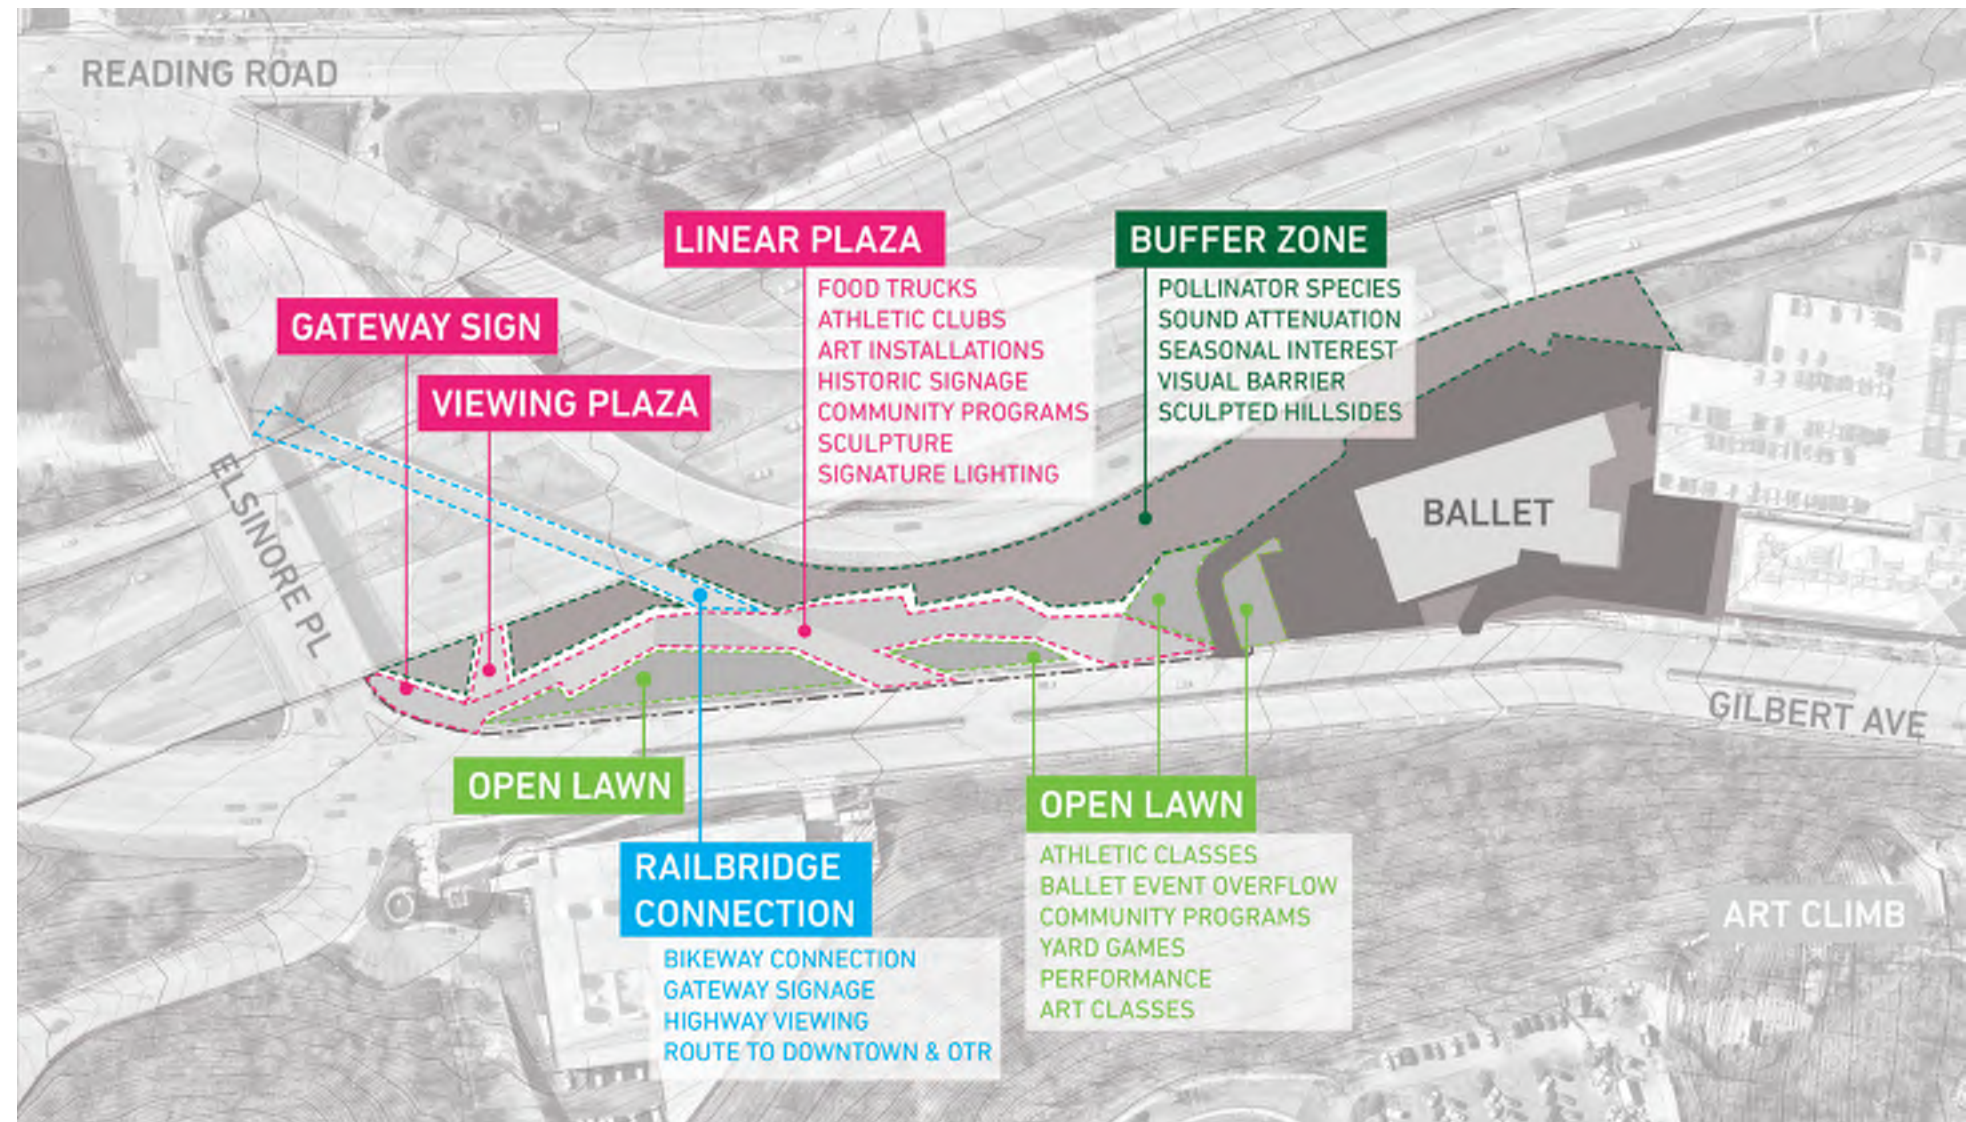 READING ROAD
LINEAR PLAZA
FOOD TRUCKS
ATHLETIC CLUBS
ART INSTALLATIONS
HISTORIC SIGNAGE
COMMUNITY PROGRAMS
SCULPTURE
SIGNATURE LIGHTING
BUFFER ZONE
POLLINATOR SPECIES
SOUND ATTENUATION
SEASONAL INTEREST
VISUAL BARRIER
SCULPTED HILLSIDES
GATEWAY SIGN
VIEWING PLAZA
ELSINORE PL
BALLET
GILBERT AVE
OPEN LAWN
RAILBRIDGE
CONNECTION
BIKEWAY CONNECTION
GATEWAY SIGNAGE
HIGHWAY VIEWING
ROUTE TO DOWNTOWN & OTR
OPEN LAWN
ATHLETIC CLASSES
BALLET EVENT OVERFLOW
COMMUNITY PROGRAMS
YARD GAMES
PERFORMANCE
ART CLASSES
ART CLIMB